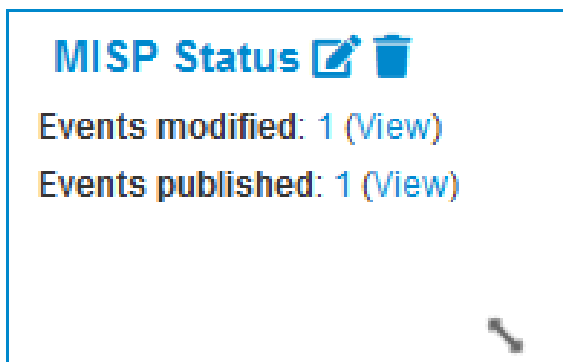 MISP Status
Events modified: 1 (View)
Events published: 1 (View)